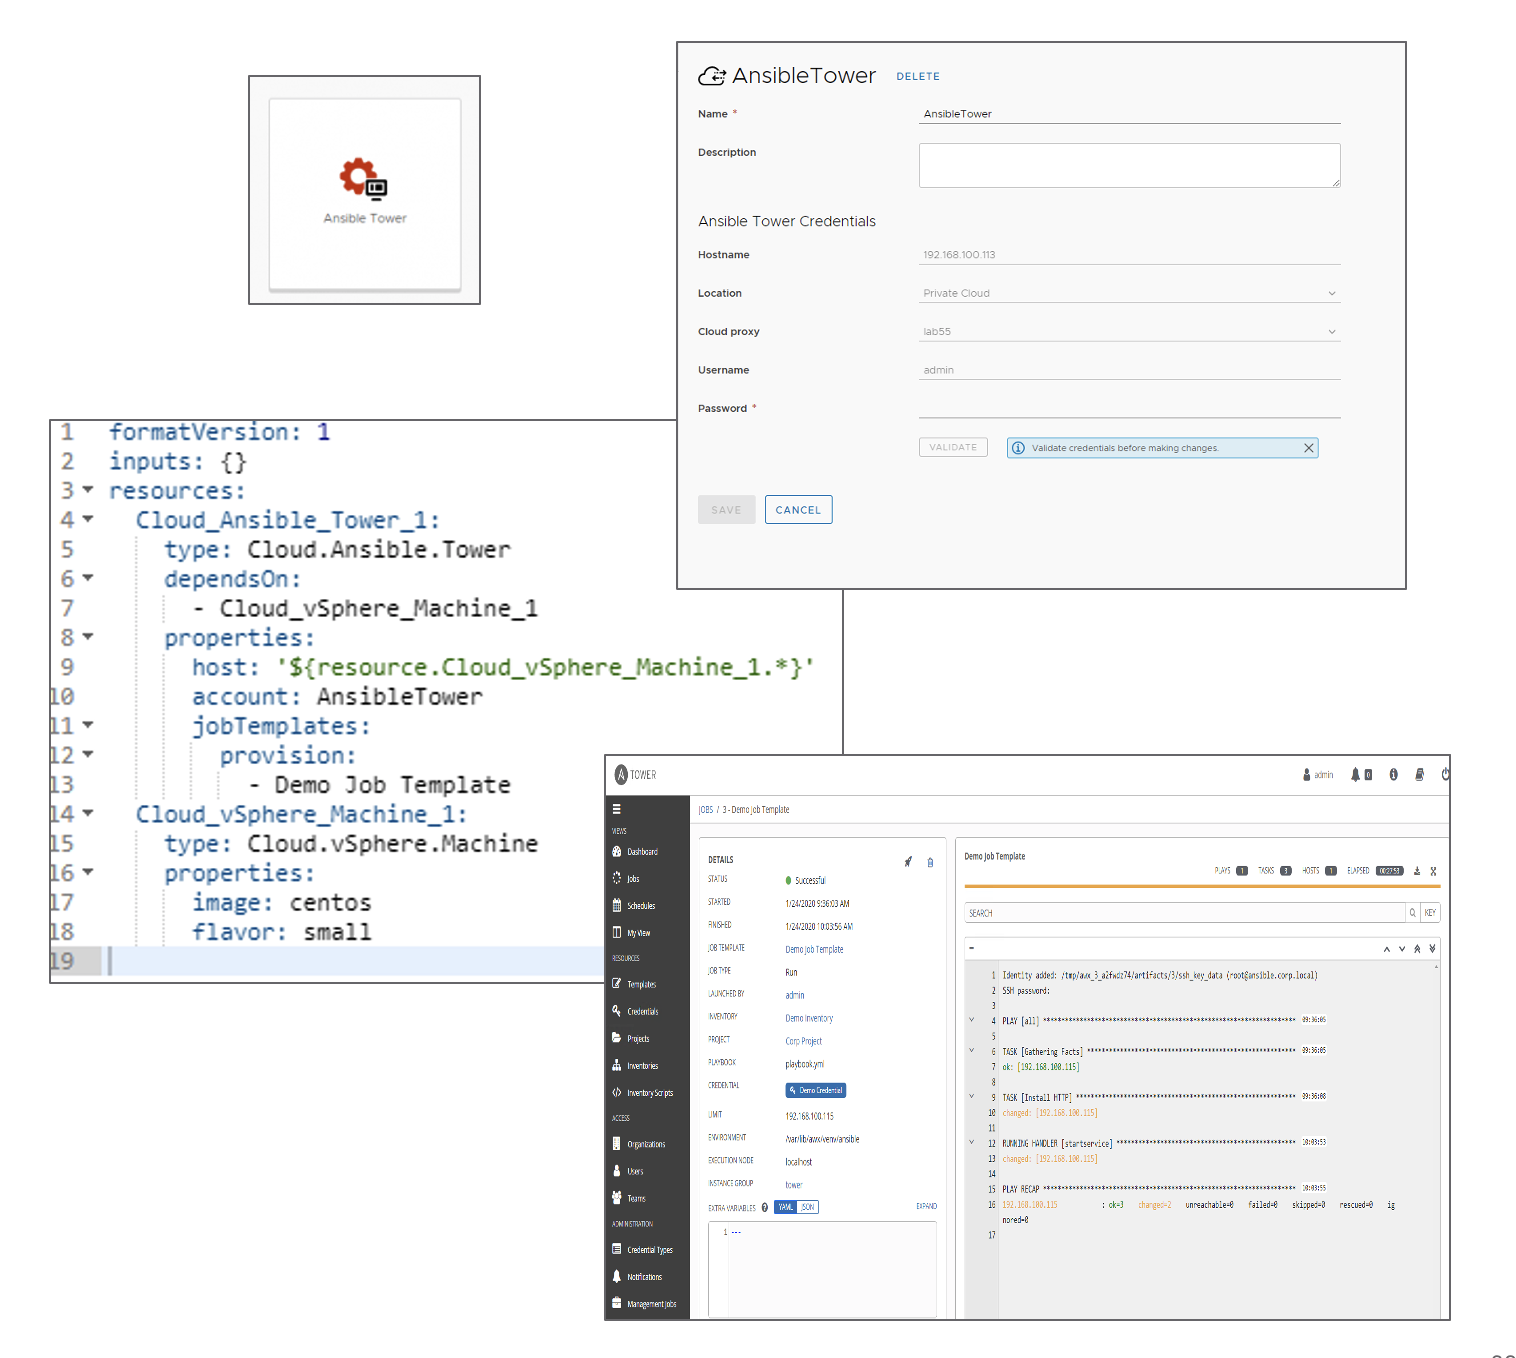 Ansible Tower
AnsibleTower DELETE
Name * AnsibleTower
Description
Ansible Tower Credentials
Hostname 192.168.100.113
Location Private Cloud
Cloud proxy lab55
Username admin
Password *
VALIDATE Validate credentials before making changes.
SAVE CANCEL
1 formatVersion: 1
2 inputs: {}
3 resources:
4 Cloud_Ansible_Tower_1:
5 type: Cloud.Ansible.Tower
6 dependsOn:
7 - Cloud_vSphere_Machine_1
8 properties:
9 host: '${resource.Cloud_vSphere_Machine_1.*}'
10 account: AnsibleTower
11 jobTemplates:
12 provision:
13 - Demo Job Template
14 Cloud_vSphere_Machine_1:
15 type: Cloud.vSphere.Machine
16 properties:
17 image: centos
18 flavor: small
19
A TOWER admin 0
VIEWS
Dashboard
Jobs
Schedules
My View
RESOURCES
Templates
Credentials
Projects
Inventories
Inventory Scripts
ACCESS
Organizations
Users
Teams
ADMINISTRATION
Credential Types
Notifications
Management Jobs
JOBS / 3 - Demo Job Template
DETAILS
STATUS Successful
STARTED 1/24/2020 9:36:03 AM
FINISHED 1/24/2020 10:03:56 AM
JOB TEMPLATE Demo Job Template
JOB TYPE Run
LAUNCHED BY admin
INVENTORY Demo Inventory
PROJECT Corp Project
PLAYBOOK playbook.yml
CREDENTIAL Demo Credential
LIMIT 192.168.100.115
ENVIRONMENT /var/lib/awx/venv/ansible
EXECUTION NODE localhost
INSTANCE GROUP tower
EXTRA VARIABLES ? YAML JSON EXPAND
1 ---
Demo Job Template
PLAYS 1 TASKS 3 HOSTS 1 ELAPSED 00:27:53
SEARCH KEY
1 Identity added: /tmp/awx_3_a2fwdz74/artifacts/3/ssh_key_data (root@ansible.corp.local)
2 SSH password:
3
4 PLAY [all] ************************************************************** 09:36:05
5
6 TASK [Gathering Facts] *************************************************** 09:36:05
7 ok: [192.168.100.115]
8
9 TASK [Install HTTP] ****************************************************** 09:36:08
10 changed: [192.168.100.115]
11
12 RUNNING HANDLER [startservice] ******************************************** 10:03:53
13 changed: [192.168.100.115]
14
15 PLAY RECAP ************************************************************** 10:03:55
16 192.168.100.115 : ok=3 changed=2 unreachable=0 failed=0 skipped=0 rescued=0 ig
nored=0
17